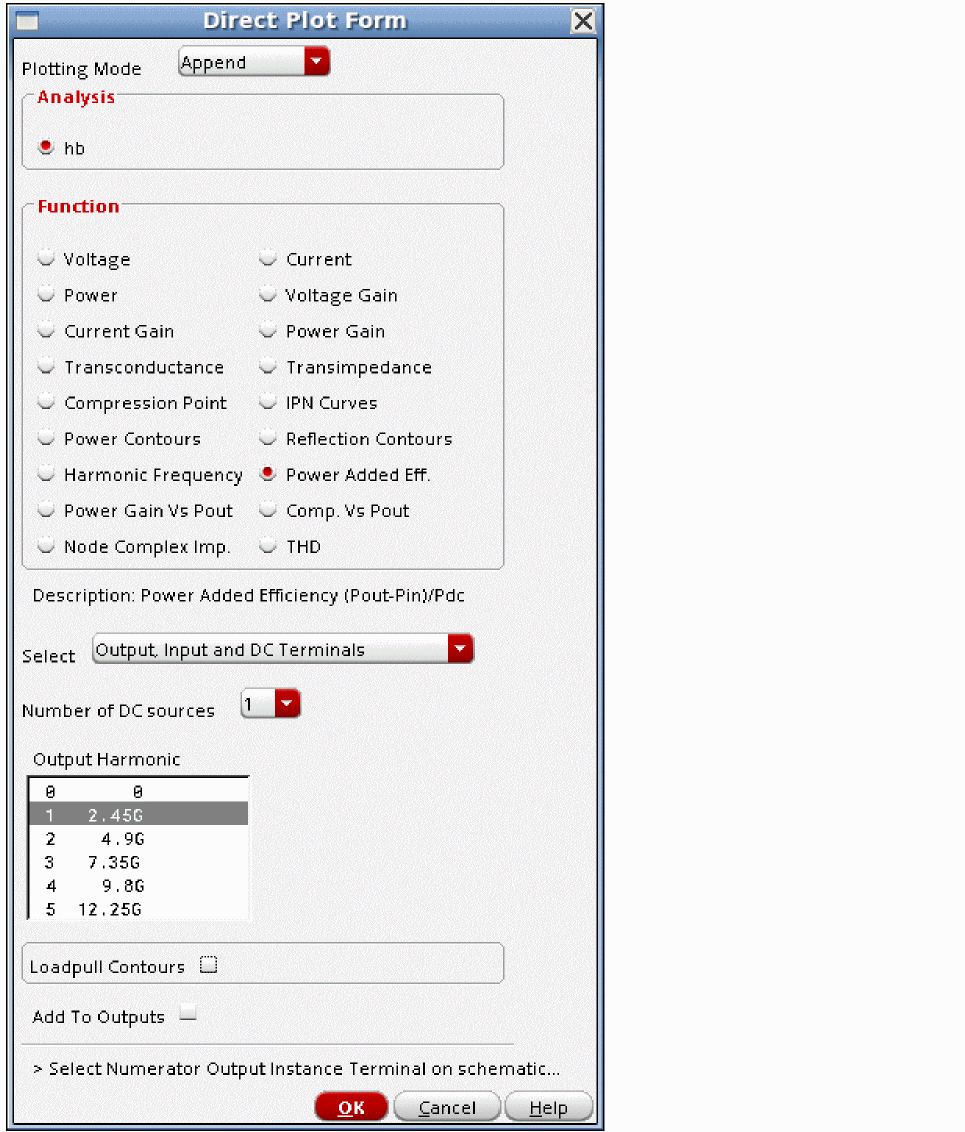 Direct Plot Form
Plotting Mode Append
Analysis
hb
Function
Voltage Current
Power Voltage Gain
Current Gain Power Gain
Transconductance Transimpedance
Compression Point IPN Curves
Power Contours Reflection Contours
Harmonic Frequency Power Added Eff.
Power Gain Vs Pout Comp. Vs Pout
Node Complex Imp. THD
Description: Power Added Efficiency (Pout-Pin)/Pdc
Select Output, Input and DC Terminals
Number of DC sources 1
Output Harmonic
0 0
1 2.45G
2 4.9G
3 7.35G
4 9.8G
5 12.25G
Loadpull Contours
Add To Outputs
> Select Numerator Output Instance Terminal on schematic...
OK Cancel Help